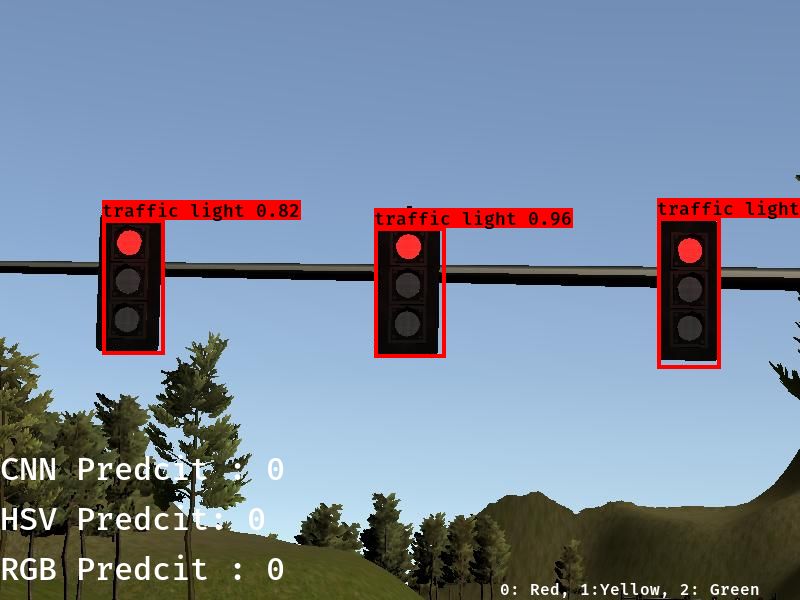 traffic light 0.82
traffic light 0.96
traffic light
CNN Predcit : 0
HSV Predcit: 0
RGB Predcit : 0
0: Red, 1:Yellow, 2: Green